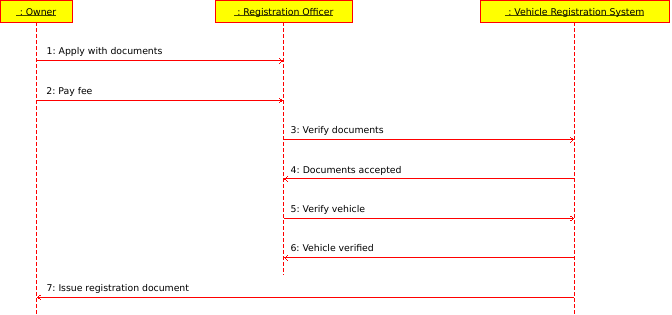 : Owner
: Registration Officer
: Vehicle Registration System
1: Apply with documents
2: Pay fee
3: Verify documents
4: Documents accepted
5: Verify vehicle
6: Vehicle verified
7: Issue registration document